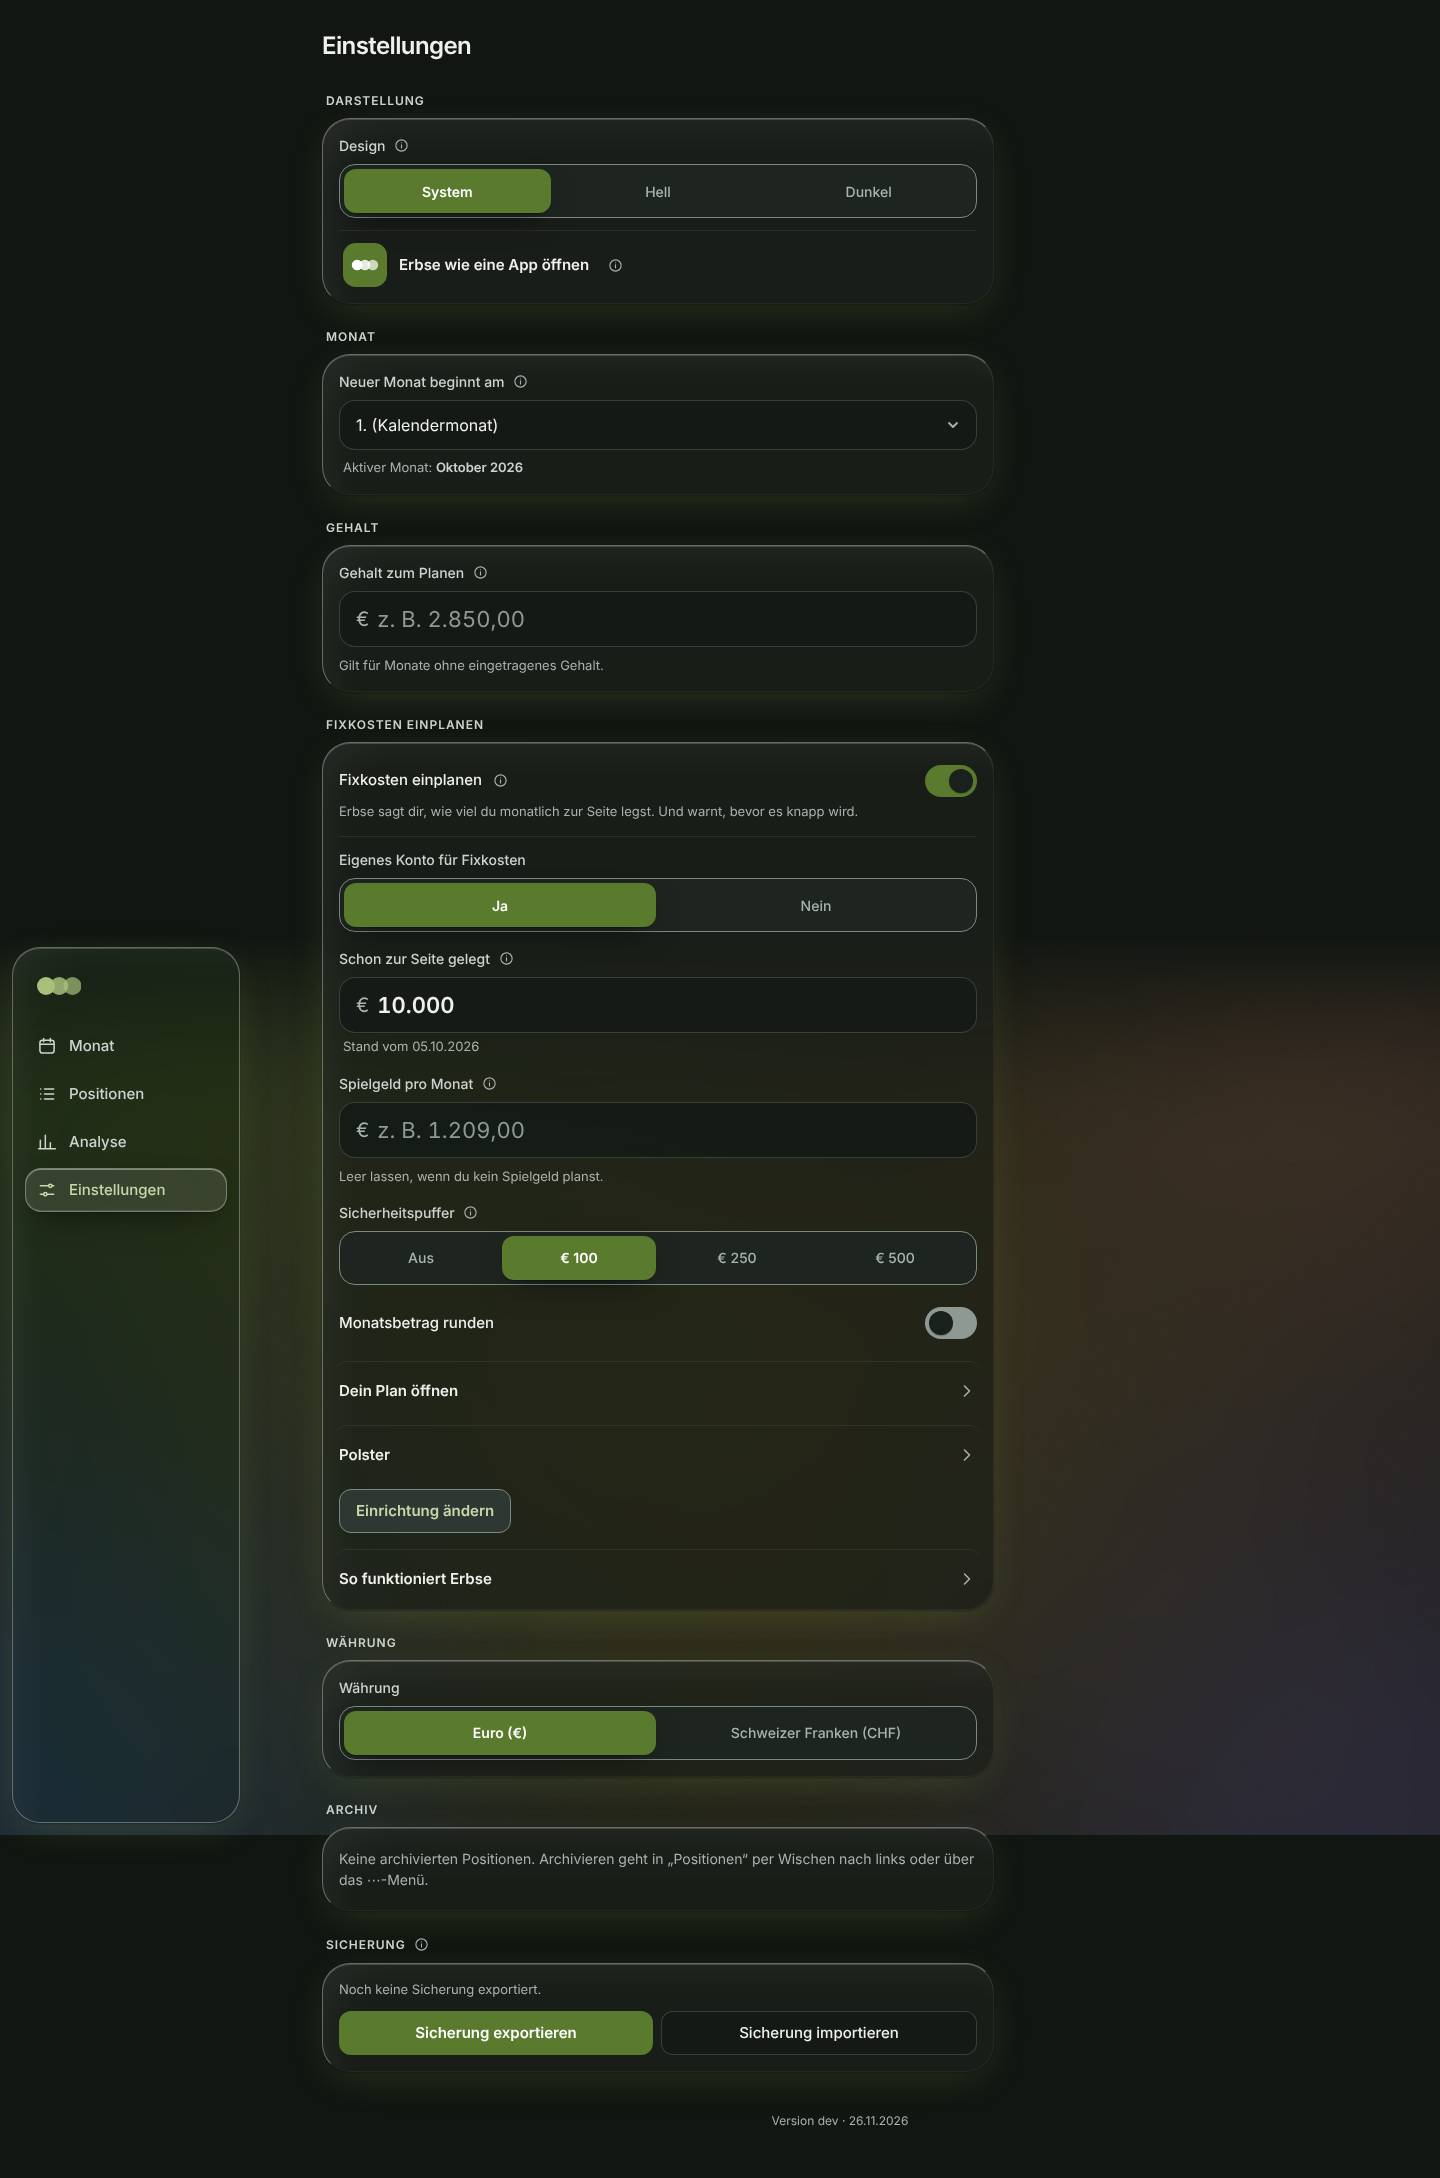 Einstellungen
DARSTELLUNG
Design
System
Hell
Dunkel
Erbse wie eine App öffnen
MONAT
Neuer Monat beginnt am
1. (Kalendermonat)
Aktiver Monat: Oktober 2026
GEHALT
Gehalt zum Planen
€ z. B. 2.850,00
Gilt für Monate ohne eingetragenes Gehalt.
FIXKOSTEN EINPLANEN
Fixkosten einplanen
Erbse sagt dir, wie viel du monatlich zur Seite legst. Und warnt, bevor es knapp wird.
Eigenes Konto für Fixkosten
Ja
Nein
Schon zur Seite gelegt
€ 10.000
Stand vom 05.10.2026
Spielgeld pro Monat
€ z. B. 1.209,00
Leer lassen, wenn du kein Spielgeld planst.
Sicherheitspuffer
Aus
€ 100
€ 250
€ 500
Monatsbetrag runden
Dein Plan öffnen
Polster
Einrichtung ändern
So funktioniert Erbse
WÄHRUNG
Währung
Euro (€)
Schweizer Franken (CHF)
ARCHIV
Keine archivierten Positionen. Archivieren geht in „Positionen“ per Wischen nach links oder über
das ···-Menü.
SICHERUNG
Noch keine Sicherung exportiert.
Sicherung exportieren
Sicherung importieren
Version dev · 26.11.2026
Monat
Positionen
Analyse
Einstellungen